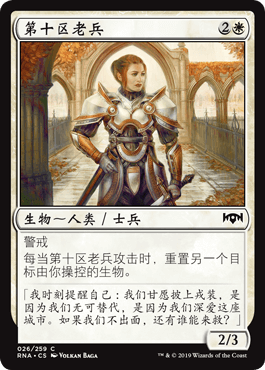 第十区老兵 2
生物～人类／士兵
警戒
每当第十区老兵攻击时，重置另一个目
标由你操控的生物。
「我时刻提醒自己：我们甘愿披上戎装，是
因为我们无可替代，是因为我们深爱这座
城市。如果我们不出面，还有谁能来救？」
2/3
026/259 C
RNA • CS VOLKAN BAGA
™ & © 2019 Wizards of the Coast